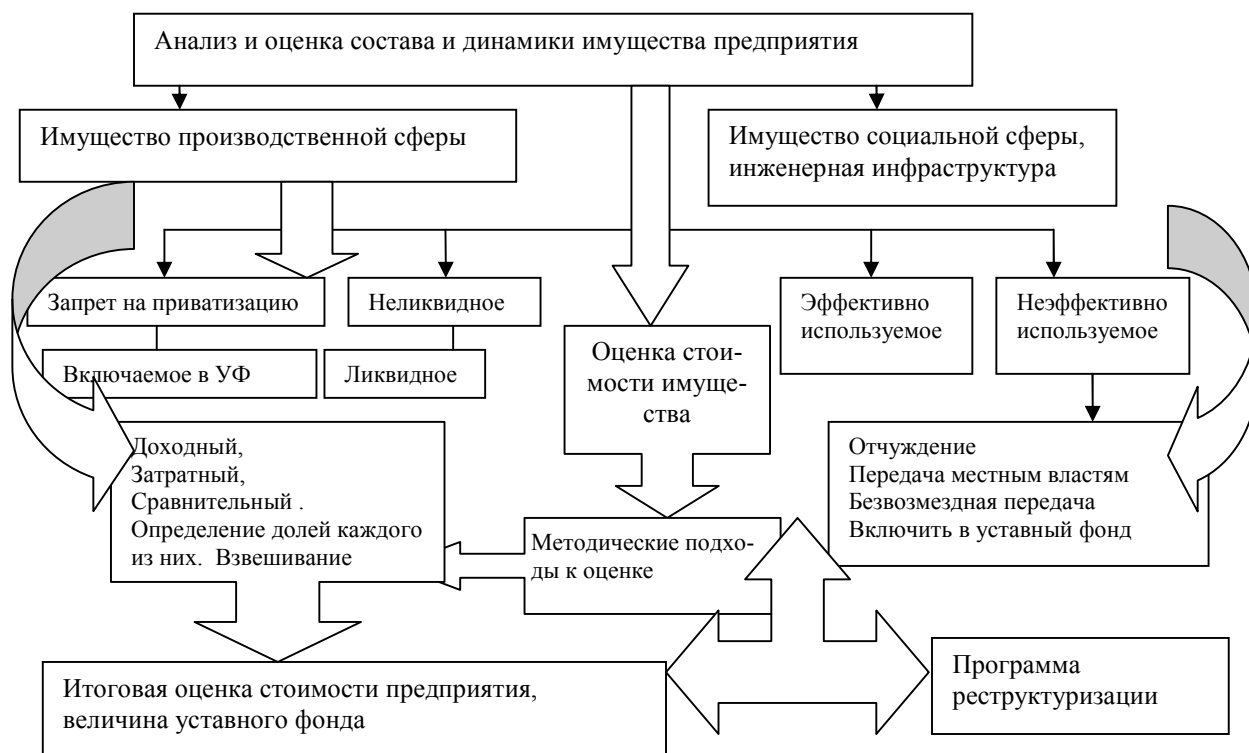 Анализ и оценка состава и динамики имущества предприятия
Имущество производственной сферы
Имущество социальной сферы,
инженерная инфраструктура
Запрет на приватизацию
Неликвидное
Эффективно
используемое
Неэффективно
используемое
Включаемое в УФ
Ликвидное
Оценка стои-
мости имуще-
ства
Доходный,
Затратный,
Сравнительный .
Определение долей каждого
из них. Взвешивание
Отчуждение
Передача местным властям
Безвозмездная передача
Включить в уставный фонд
Методические подхо-
ды к оценке
Итоговая оценка стоимости предприятия,
величина уставного фонда
Программа
реструктуризации